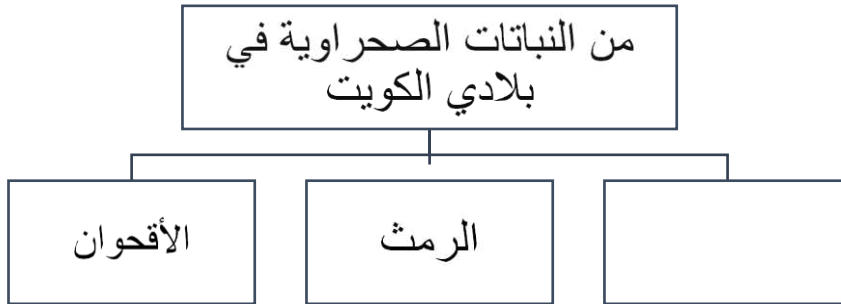 من النباتات الصحراوية في
بلادي الكويت
الرمث
الأقحوان